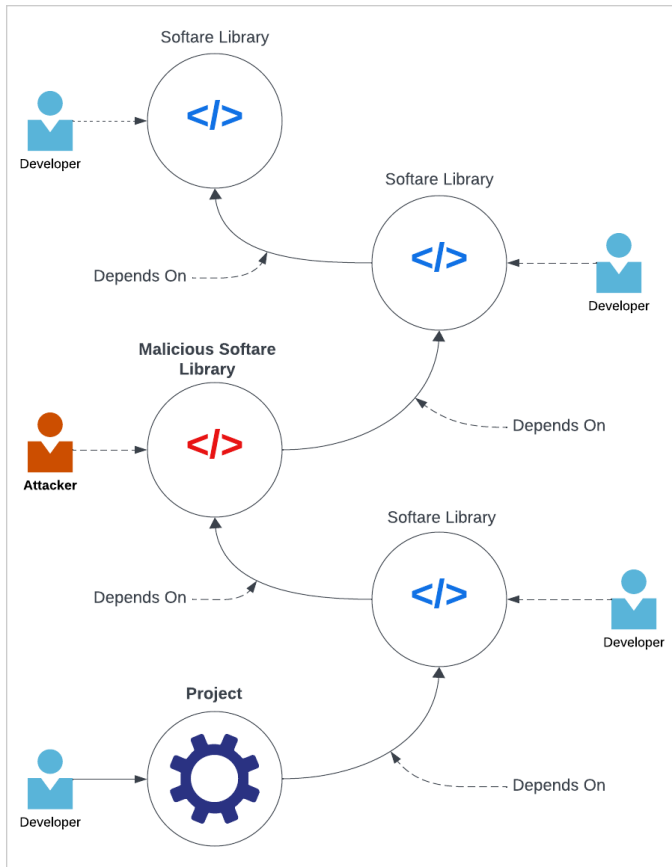 Softare Library
</>
Developer
Softare Library
</>
Depends On
Developer
Malicious Softare
Library
</>
Attacker
Depends On
Softare Library
</>
Depends On
Developer
Project
Developer
Depends On